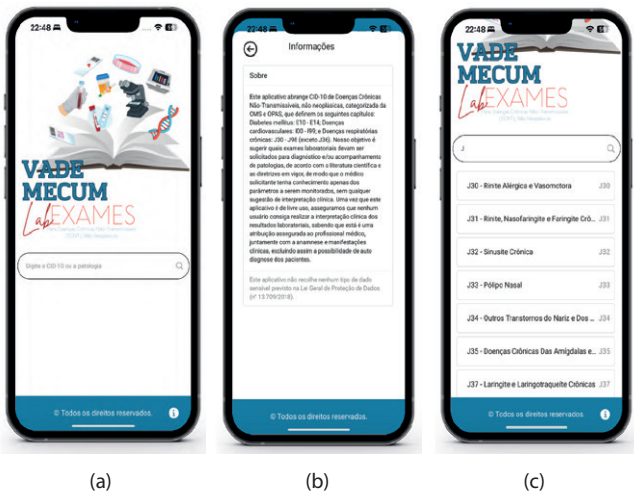 22:48
VADE
MECUM
LabEXAMES
Digite a CID-10 ou a patologia
© Todos os direitos reservados.
(a)
22:48
Informações
Sobre
Este aplicativo abrange CID-10 de Doenças Crônicas
Não-Transmissíveis, não neoplásicas, categorizada da
OMS e OPAS, que definem os seguintes capítulos:
Diabetes mellitus: E10 - E14; Doenças
cardiovasculares: I00 - I99; e Doenças respiratórias
crônicas: J30 - J98 (exceto J36). Nosso objetivo é
sugerir quais exames laboratoriais devem ser
solicitados para diagnóstico e/ou acompanhamento
de patologias, de acordo com a literatura científica e
as diretrizes em vigor, de modo que o médico
solicitante tenha conhecimento apenas dos
parâmetros a serem monitorados, sem qualquer
sugestão de interpretação clínica. Uma vez que este
aplicativo é de livre uso, asseguramos que nenhum
usuário consiga realizar a interpretação clínica dos
resultados laboratoriais, sabendo que está é uma
atribuição assegurada ao profissional médico,
juntamente com a anamnese e manifestações
clínicas, excluindo assim a possibilidade de auto
diagnose dos pacientes.
Este aplicativo não recolhe nenhum tipo de dado
sensível previsto na Lei Geral de Proteção de Dados
(nº 13.709/2018).
© Todos os direitos reservados.
(b)
22:48
VADE
MECUM
LabEXAMES
J
J30 - Rinite Alérgica e Vasomotora J30
J31 - Rinite, Nasofaringite e Faringite Crô... J31
J32 - Sinusite Crônica J32
J33 - Pólipo Nasal J33
J34 - Outros Transtornos do Nariz e Dos ... J34
J35 - Doenças Crônicas Das Amígdalas e... J35
J37 - Laringite e Laringotraqueíte Crônicas J37
© Todos os direitos reservados.
(c)